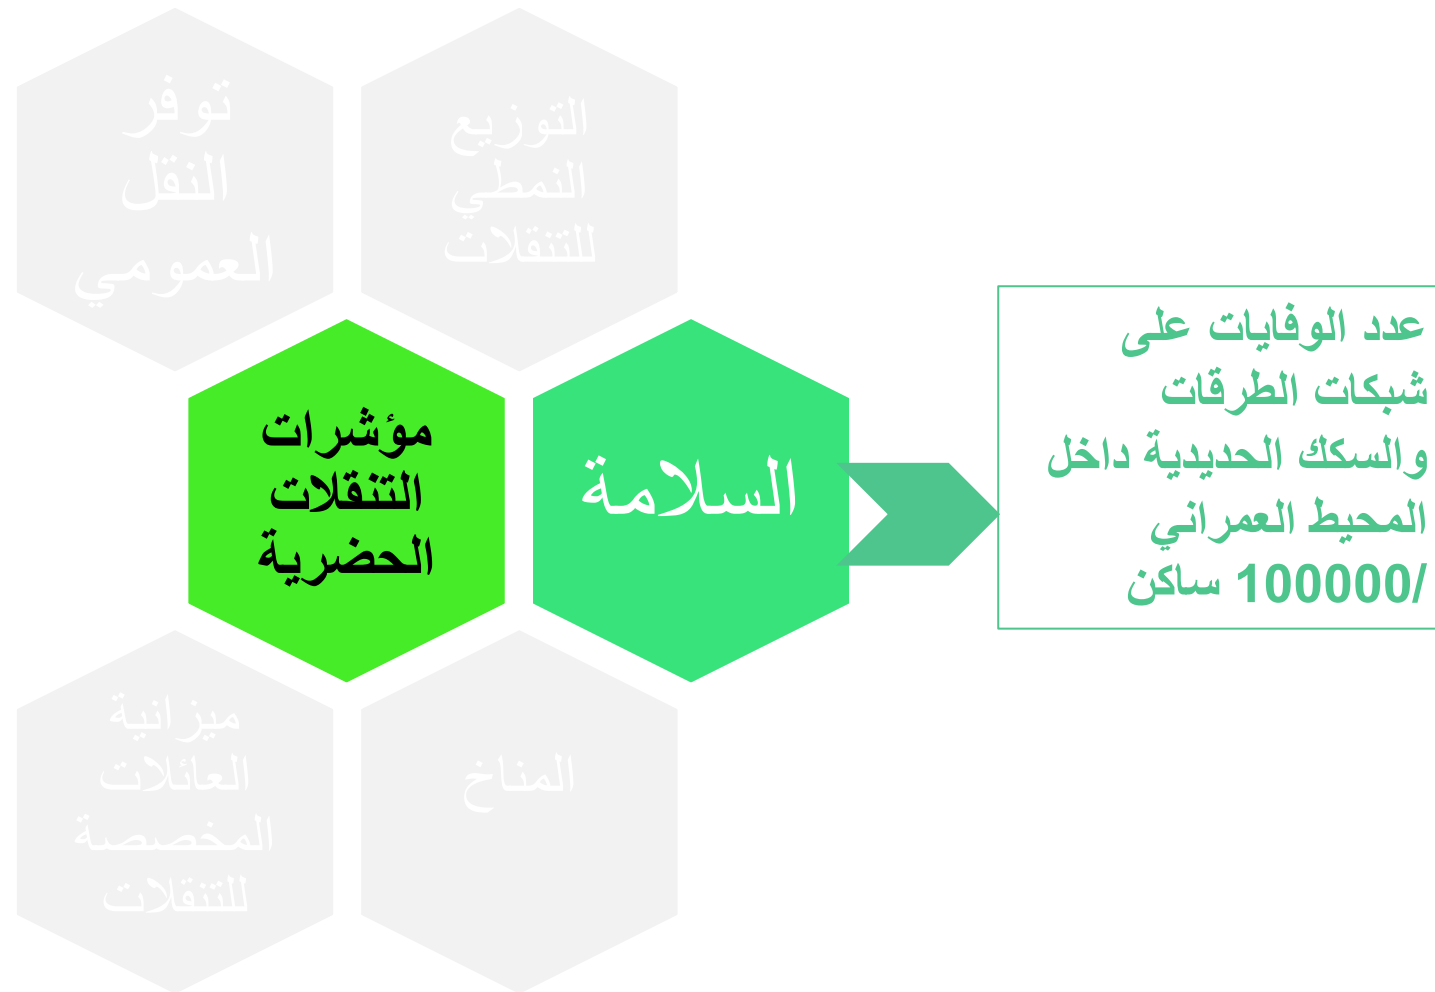 توفر
النقل
العمومي
التوزيع
النمطي
للتنقلات
مؤشرات
التنقلات
الحضرية
السلامة
عدد الوفايات على
شبكات الطرقات
والسكك الحديدية داخل
المحيط العمراني
/100000 ساكن
ميزانية
العائلات
المخصصة
للتنقلات
المناخ